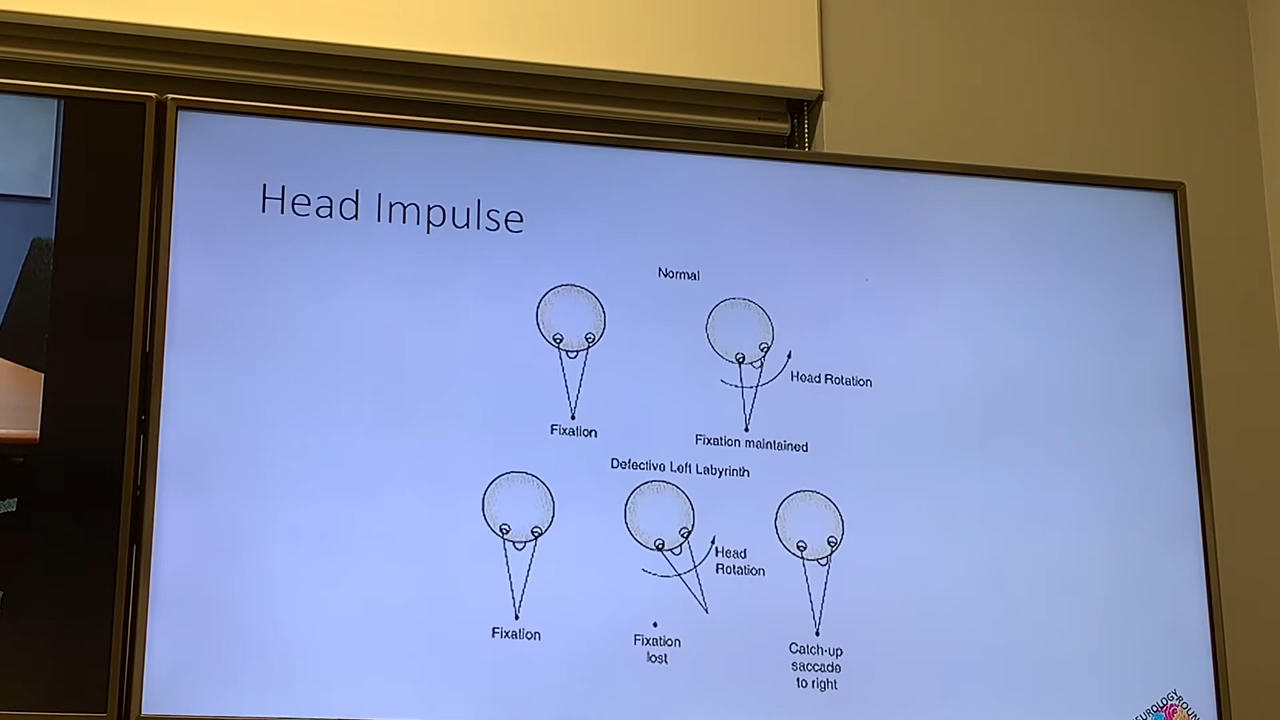 Head Impulse
Normal
Head Rotation
Fixation
Fixation maintained
Defective Left Labyrinth
Head
Rotation
Fixation
Fixation
lost
Catch-up
saccade
to right